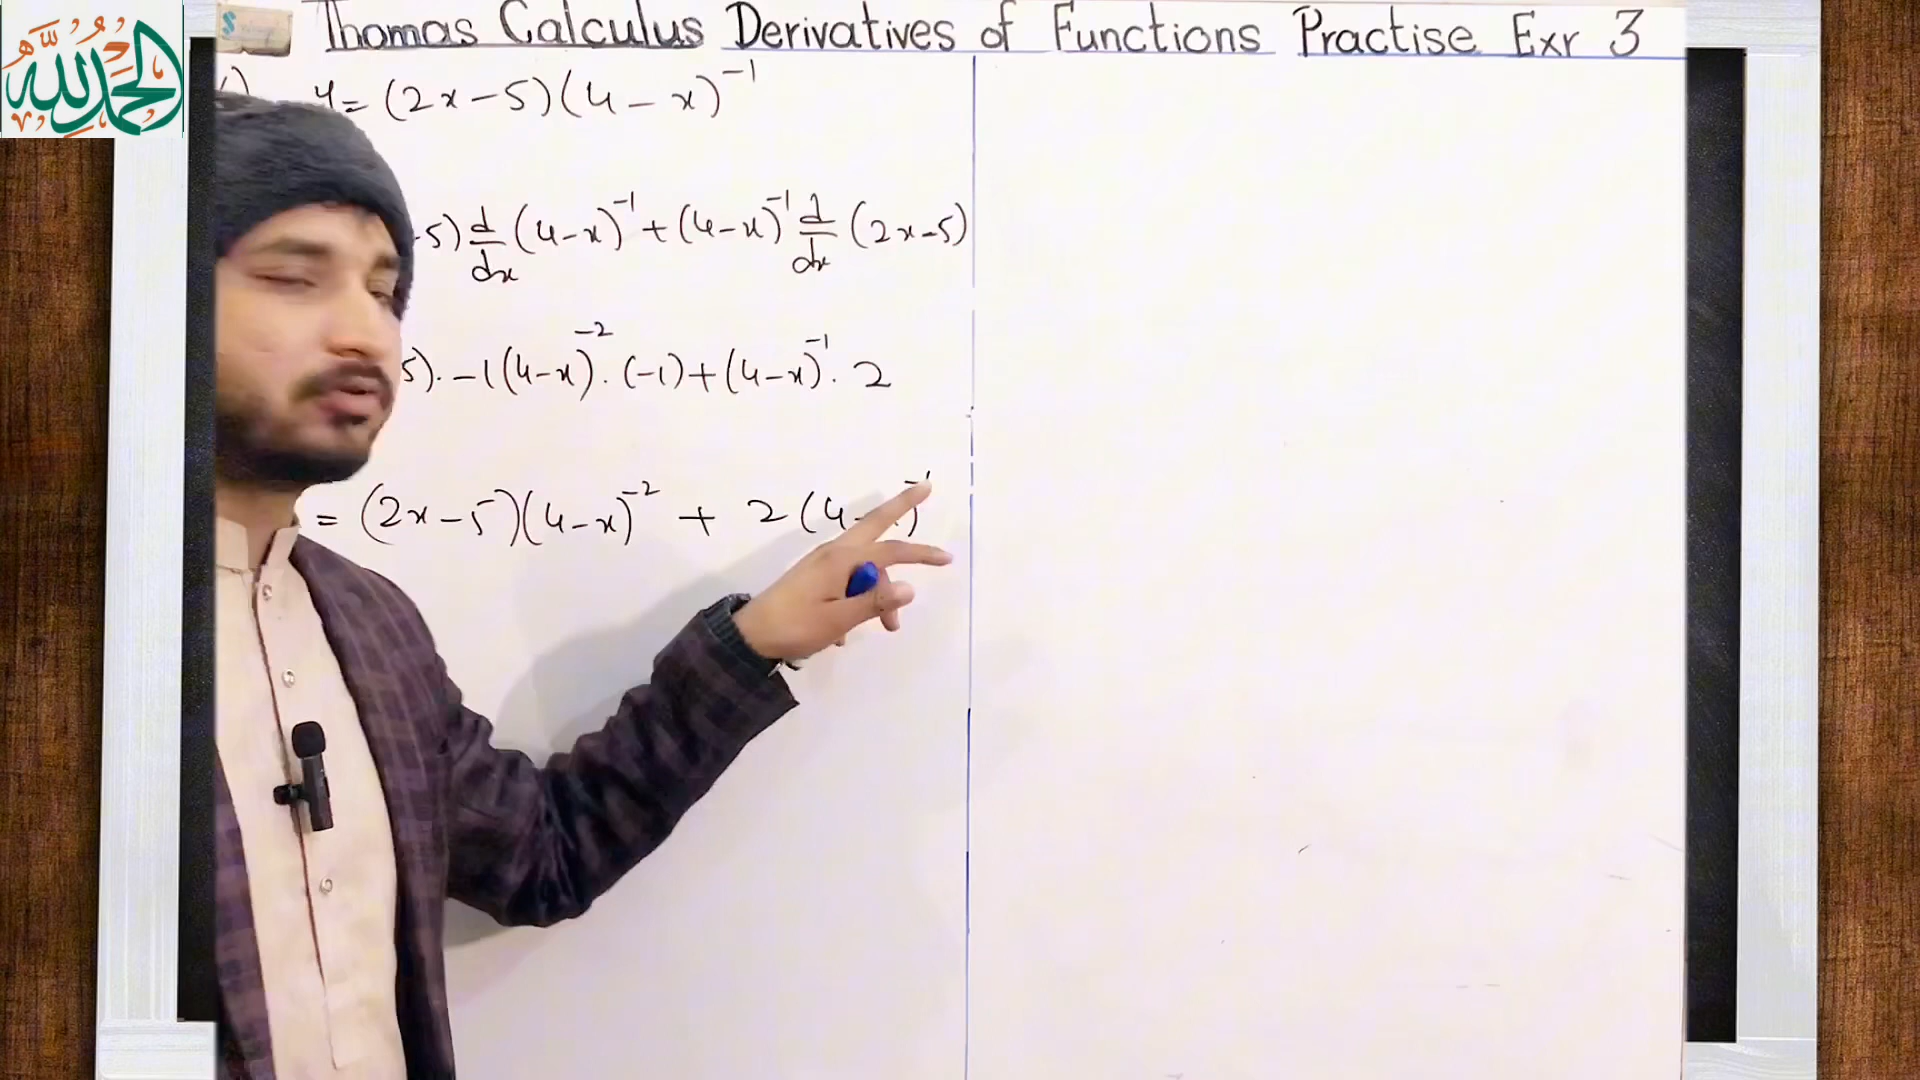 الحمد لله
Thomas Calculus Derivatives of Functions Practise Exr 3
y = (2x-5)(4-x)⁻¹
-5) d/dx (4-x)⁻¹ + (4-x)⁻¹ d/dx (2x-5)
5).-1(4-x)⁻².(-1)+(4-x)⁻¹.2
= (2x-5)(4-x)⁻² + 2(4-